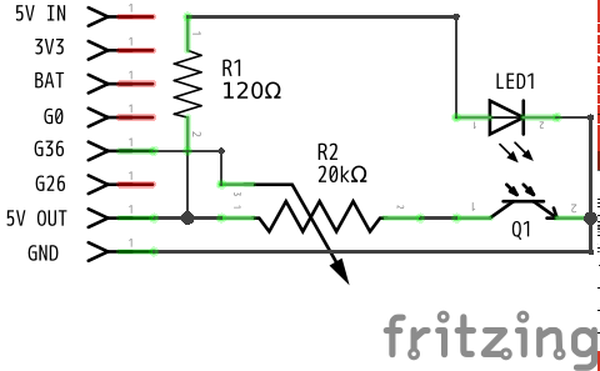 5V IN
1
3V3
1
BAT
1
G0
1
G36
1
G26
1
5V OUT
1
GND
1
1
R1
120Ω
2
R2
20kΩ
3
1
2
LED1
1
2
1
Q1
2
fritzing